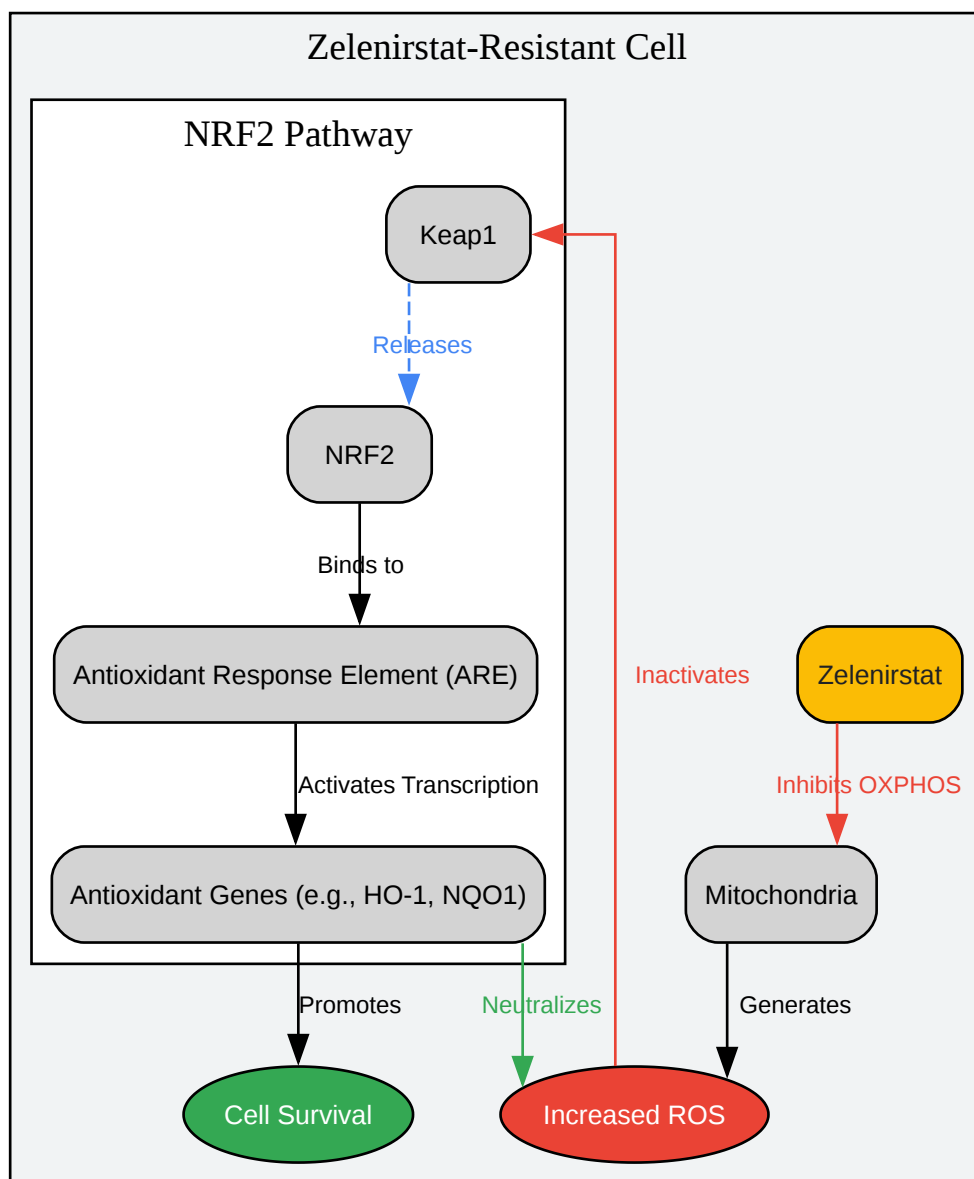 Zelenirstat-Resistant Cell
NRF2 Pathway
Keap1
Releases
NRF2
Binds to
Antioxidant Response Element (ARE)
Inactivates
Zelenirstat
Activates Transcription
Inhibits OXPHOS
Antioxidant Genes (e.g., HO-1, NQO1)
Mitochondria
Promotes
Neutralizes
Generates
Cell Survival
Increased ROS